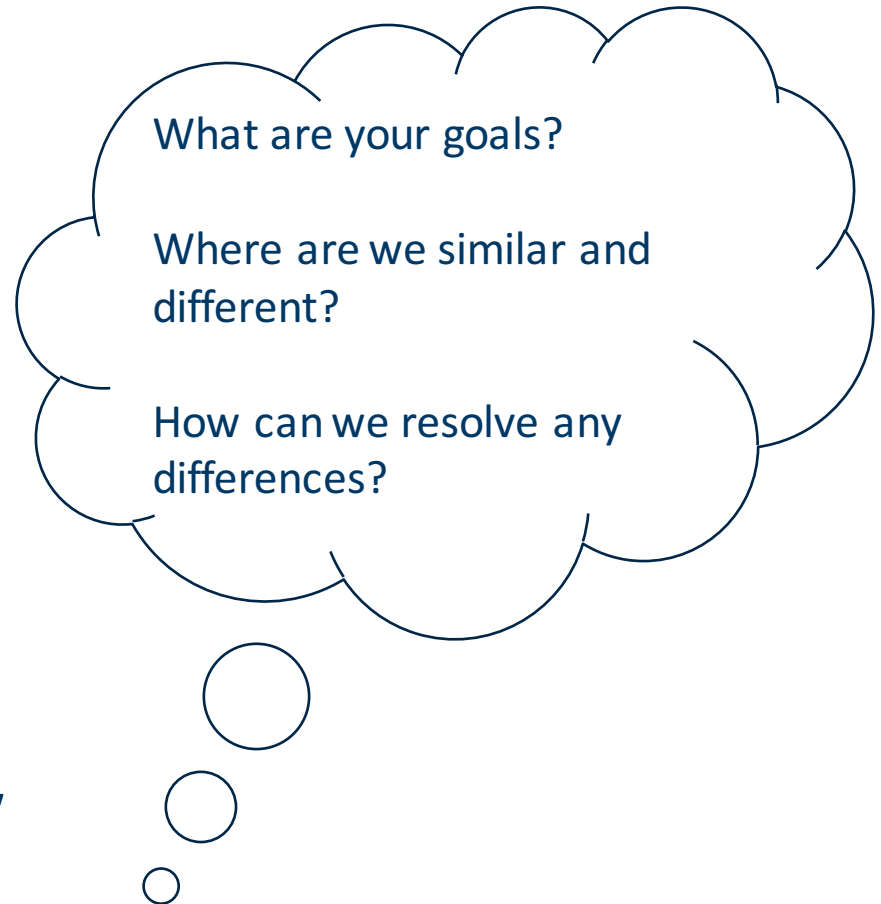 What are your goals?
Where are we similar and
different?
How can we resolve any
differences?